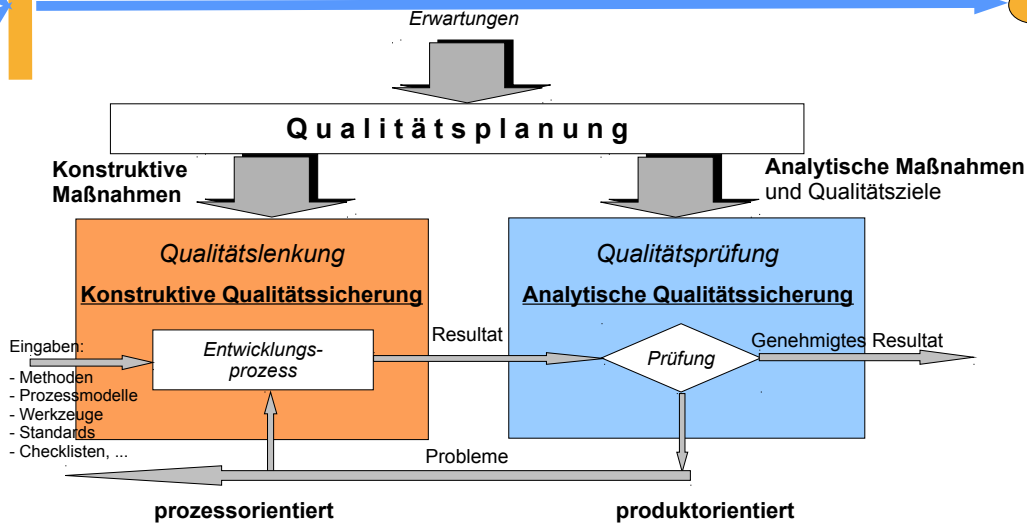 Erwartungen
Qualitätsplanung
Konstruktive
Maßnahmen
Analytische Maßnahmen
und Qualitätsziele
Qualitätslenkung
Konstruktive Qualitätssicherung
Qualitätsprüfung
Analytische Qualitätssicherung
Eingaben:
- Methoden
- Prozessmodelle
- Werkzeuge
- Standards
- Checklisten, ...
Entwicklungs-
prozess
Resultat
Prüfung
Genehmigtes Resultat
Probleme
prozessorientiert
produktorientiert